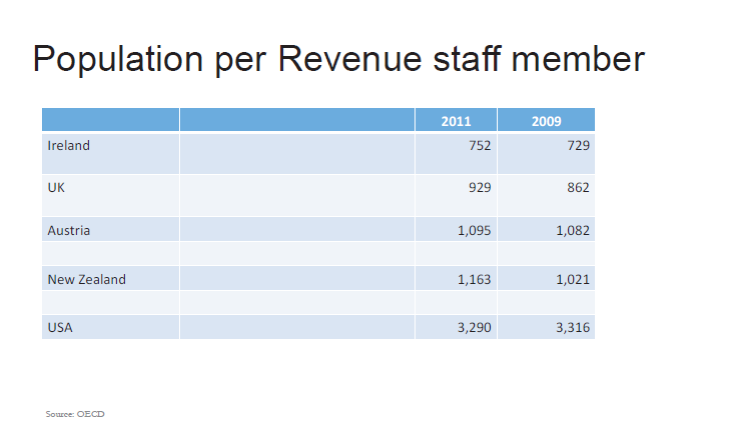 Population per Revenue staff member
2011 2009
Ireland 752 729
UK 929 862
Austria 1,095 1,082
New Zealand 1,163 1,021
USA 3,290 3,316
Source: OECD